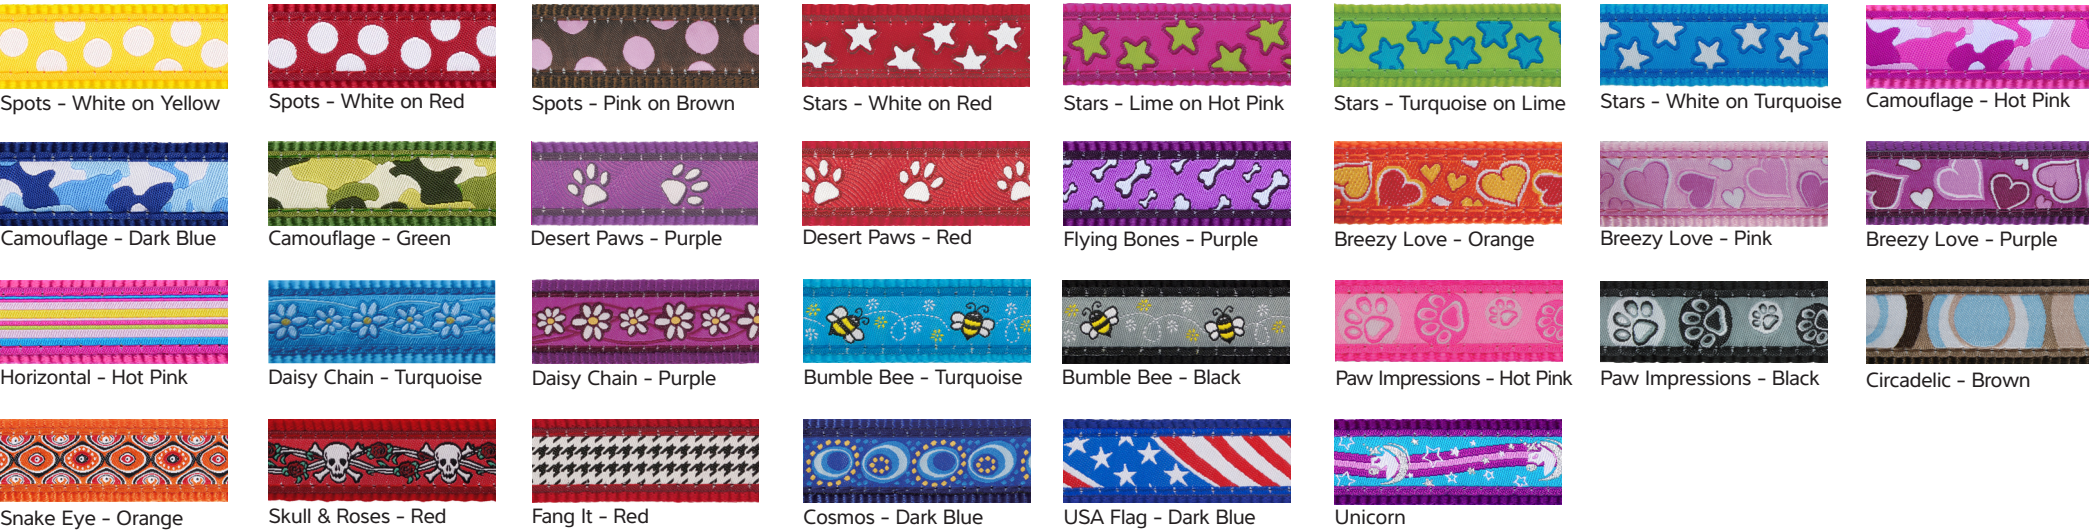 Spots - White on Yellow
Spots - White on Red
Spots - Pink on Brown
Stars - White on Red
Stars - Lime on Hot Pink
Stars - Turquoise on Lime
Stars - White on Turquoise
Camouflage - Hot Pink
Camouflage - Dark Blue
Camouflage - Green
Desert Paws - Purple
Desert Paws - Red
Flying Bones - Purple
Breezy Love - Orange
Breezy Love - Pink
Breezy Love - Purple
Horizontal - Hot Pink
Daisy Chain - Turquoise
Daisy Chain - Purple
Bumble Bee - Turquoise
Bumble Bee - Black
Paw Impressions - Hot Pink
Paw Impressions - Black
Circadelic - Brown
Snake Eye - Orange
Skull & Roses - Red
Fang It - Red
Cosmos - Dark Blue
USA Flag - Dark Blue
Unicorn